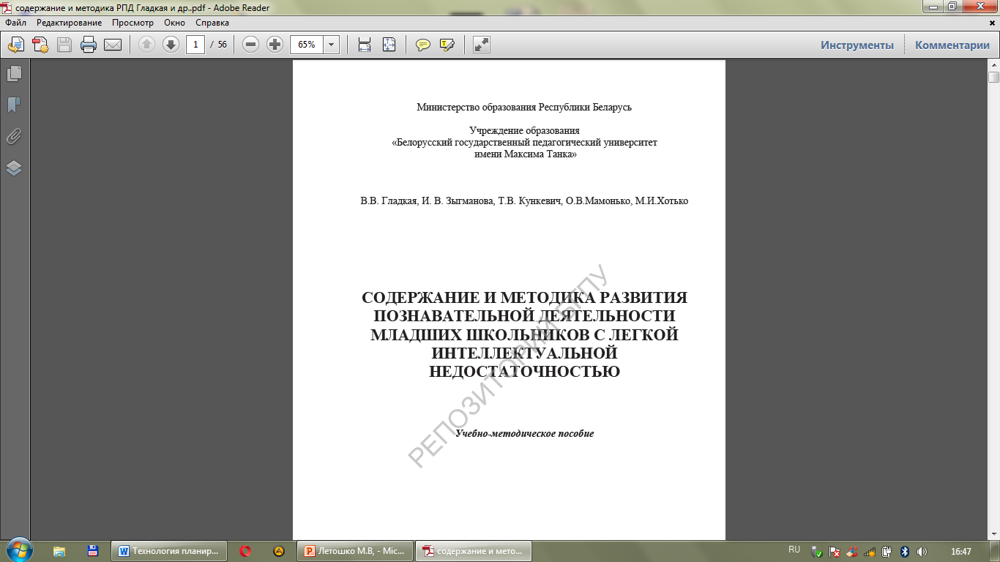 содержание и методика РПД Гладкая и др..pdf - Adobe Reader
Файл Редактирование Просмотр Окно Справка
1 / 56 65% Инструменты Комментарии
Министерство образования Республики Беларусь
Учреждение образования
«Белорусский государственный педагогический университет
имени Максима Танка»
В.В. Гладкая, И. В. Зыгманова, Т.В. Кункевич, О.В.Мамонько, М.И.Хотько
СОДЕРЖАНИЕ И МЕТОДИКА РАЗВИТИЯ
ПОЗНАВАТЕЛЬНОЙ ДЕЯТЕЛЬНОСТИ
МЛАДШИХ ШКОЛЬНИКОВ С ЛЕГКОЙ
ИНТЕЛЛЕКТУАЛЬНОЙ
НЕДОСТАТОЧНОСТЬЮ
РЕПОЗИТОРИЙ БГПУ
Учебно-методическое пособие
Технология планир... Летошко М.В, - Mic... содержание и мето... RU 16:47